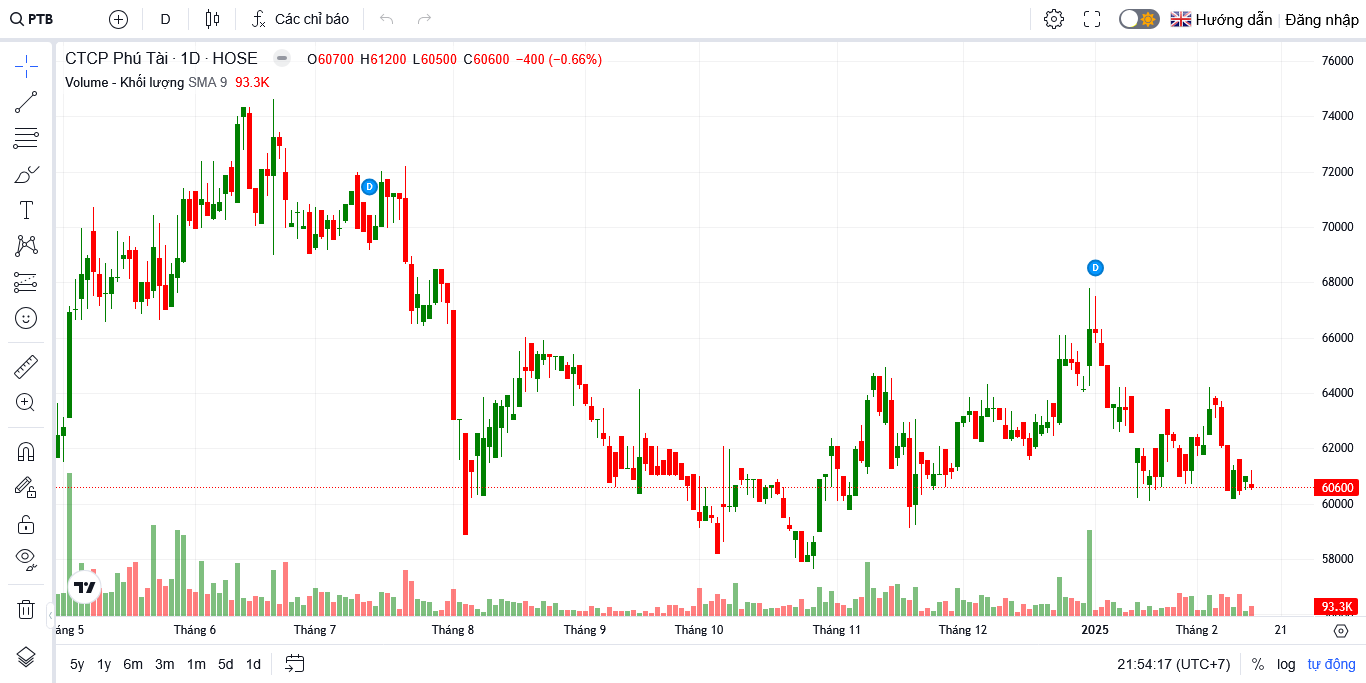 PTB
D
Các chỉ báo
Hướng dẫn
Đăng nhập
CTCP Phú Tài · 1D · HOSE O60700 H61200 L60500 C60600 −400 (−0.66%)
Volume - Khối lượng SMA 9 93.3K
76000
74000
72000
70000
68000
66000
64000
62000
60600
60000
58000
93.3K
D
D
áng 5 Tháng 6 Tháng 7 Tháng 8 Tháng 9 Tháng 10 Tháng 11 Tháng 12 2025 Tháng 2 21
5y 1y 6m 3m 1m 5d 1d
21:54:17 (UTC+7) % log tự động